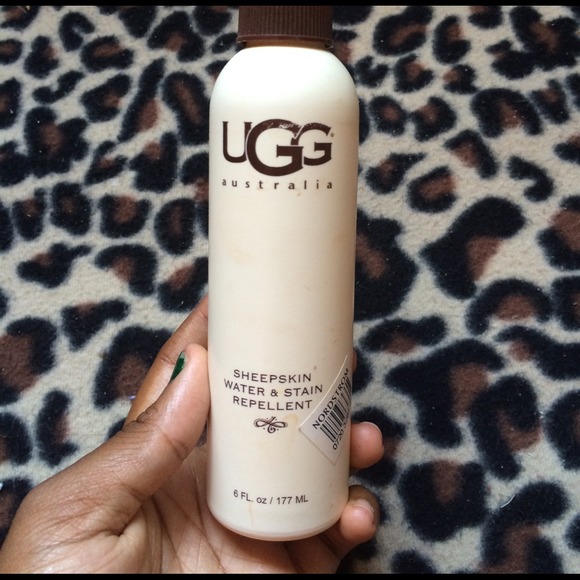 UGG®
australia
SHEEPSKIN
WATER & STAIN
REPELLENT
NORDSTROM
6 FL. oz / 177 ML